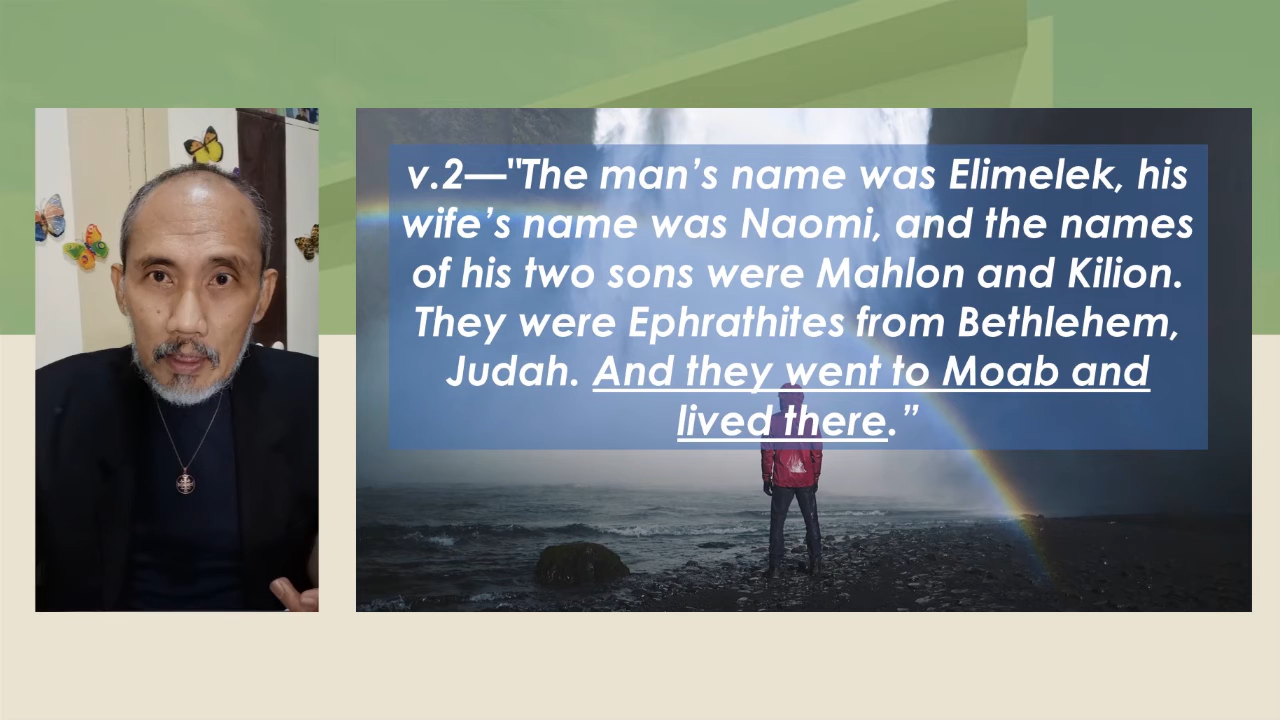 v.2—"The man’s name was Elimelek, his
wife’s name was Naomi, and the names
of his two sons were Mahlon and Kilion.
They were Ephrathites from Bethlehem,
Judah. And they went to Moab and
lived there.”